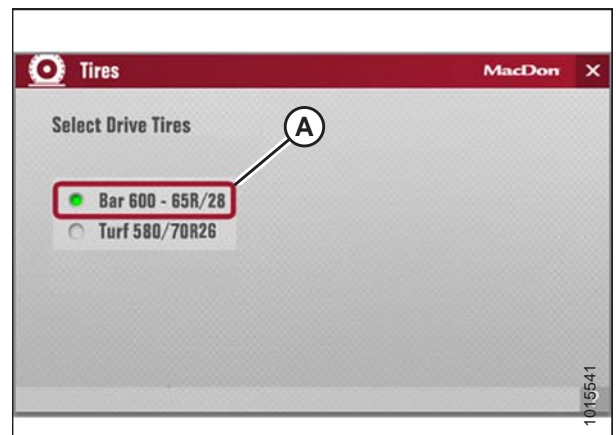 Tires
MacDon X
Select Drive Tires
A
Bar 600 - 65R/28
Turf 580/70R26
1015541